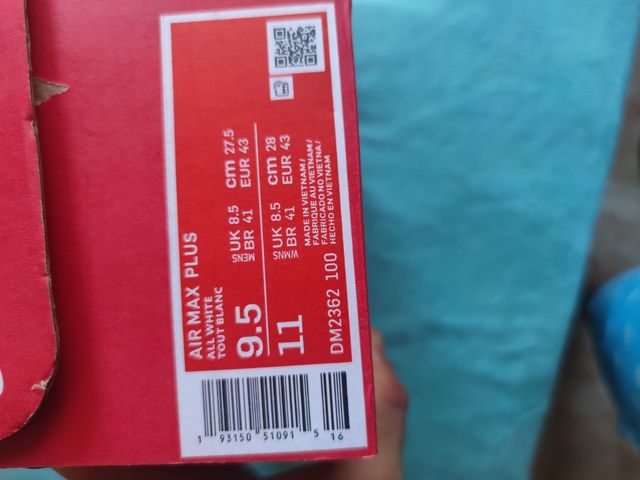 AIR MAX PLUS
ALL WHITE
TOUT BLANC
9.5
MENS
UK 8.5 cm 27.5
BR 41 EUR 43
11
WMNS
UK 8.5 cm 28
BR 41 EUR 43
MADE IN VIETNAM /
FABRIQUE AU VIETNAM /
FABRICADO NO VIETNA /
HECHO EN VIETNAM
DM2362 100
1 93150 51091 5 16